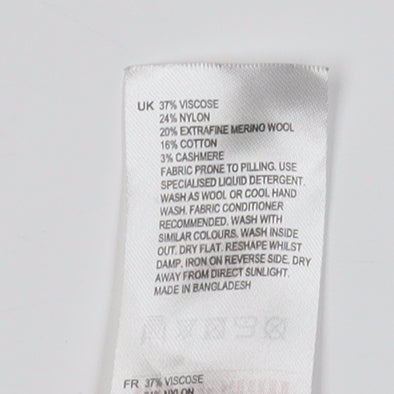 UK 37% VISCOSE
24% NYLON
20% EXTRAFINE MERINO WOOL
16% COTTON
3% CASHMERE
FABRIC PRONE TO PILLING. USE
SPECIALISED LIQUID DETERGENT.
WASH AS WOOL OR COOL HAND
WASH. FABRIC CONDITIONER
RECOMMENDED. WASH WITH
SIMILAR COLOURS. WASH INSIDE
OUT. DRY FLAT. RESHAPE WHILST
DAMP. IRON ON REVERSE SIDE. DRY
AWAY FROM DIRECT SUNLIGHT.
MADE IN BANGLADESH
FR 37% VISCOSE
24% NYLON